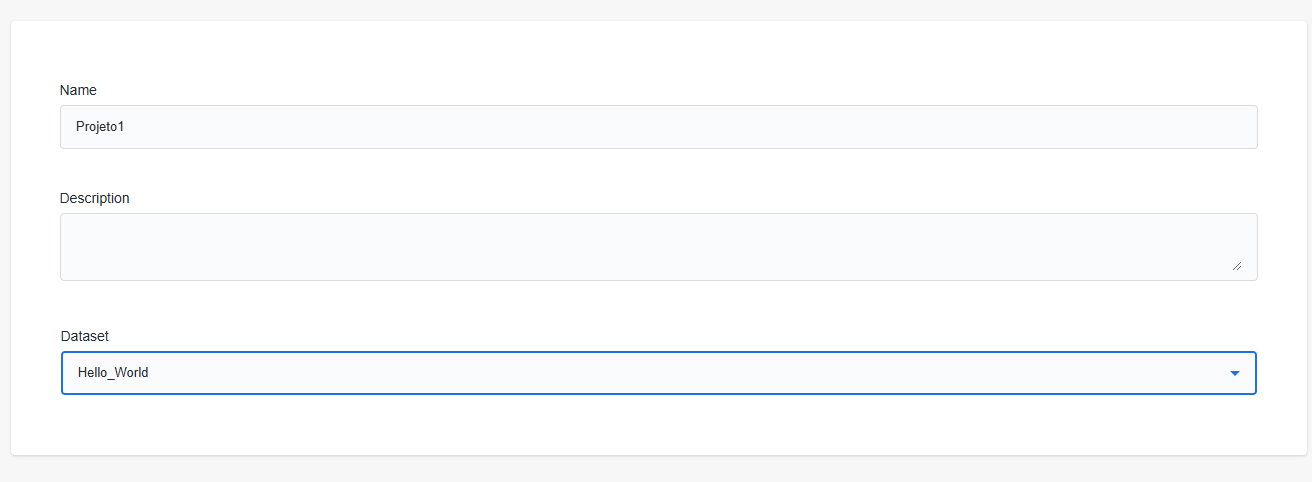 Name
Projeto1
Description
Dataset
Hello_World